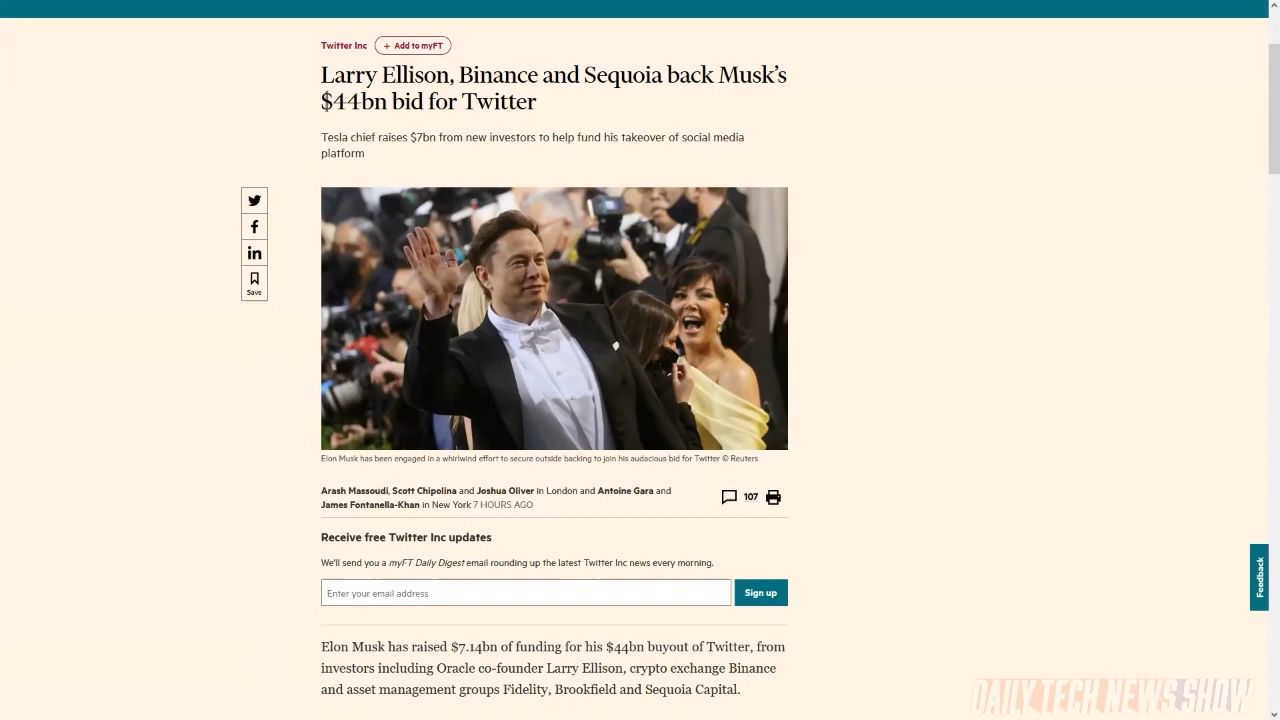 Twitter Inc + Add to myFT
Larry Ellison, Binance and Sequoia back Musk’s
$44bn bid for Twitter
Tesla chief raises $7bn from new investors to help fund his takeover of social media
platform
Save
Elon Musk has been engaged in a whirlwind effort to secure outside backing to join his audacious bid for Twitter © Reuters
Arash Massoudi, Scott Chipolina and Joshua Oliver in London and Antoine Gara and
James Fontanella-Khan in New York 7 HOURS AGO
107
Receive free Twitter Inc updates
We'll send you a myFT Daily Digest email rounding up the latest Twitter Inc news every morning.
Enter your email address
Sign up
Feedback
Elon Musk has raised $7.14bn of funding for his $44bn buyout of Twitter, from
investors including Oracle co-founder Larry Ellison, crypto exchange Binance
and asset management groups Fidelity, Brookfield and Sequoia Capital.
DAILY TECH NEWS SHOW